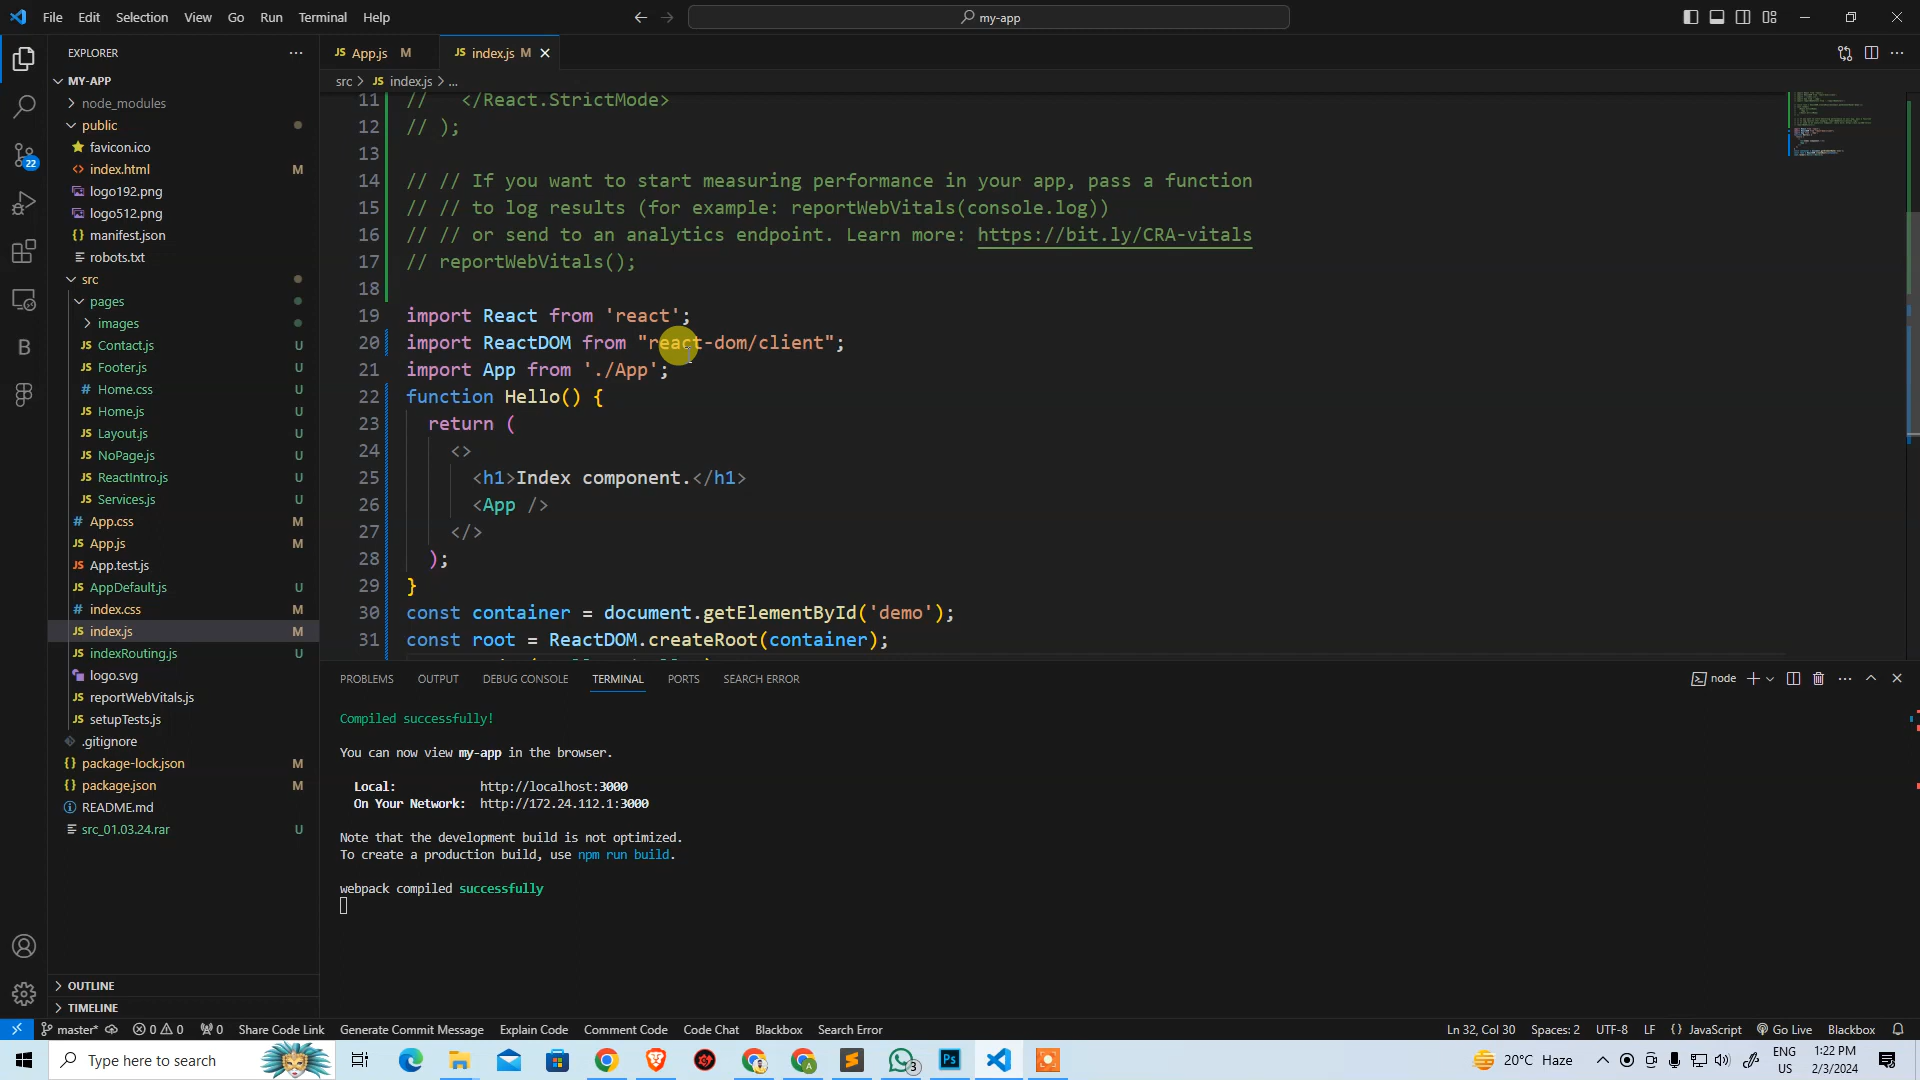 File Edit Selection View Go Run Terminal Help
my-app
EXPLORER
MY-APP
node_modules
public
favicon.ico
index.html M
logo192.png
logo512.png
manifest.json
robots.txt
src
pages
images
Contact.js U
Footer.js U
Home.css U
Home.js U
Layout.js U
NoPage.js U
ReactIntro.js U
Services.js U
App.css M
App.js M
App.test.js
AppDefault.js U
index.css M
index.js M
indexRouting.js U
logo.svg
reportWebVitals.js
setupTests.js
.gitignore
package-lock.json M
package.json M
README.md
src_01.03.24.rar U
OUTLINE
TIMELINE
22
JS App.js M JS index.js M
src > JS index.js > ...
11 //   </React.StrictMode>
12 // );
13
14 // // If you want to start measuring performance in your app, pass a function
15 // // to log results (for example: reportWebVitals(console.log))
16 // // or send to an analytics endpoint. Learn more: https://bit.ly/CRA-vitals
17 // reportWebVitals();
18
19 import React from 'react';
20 import ReactDOM from "react-dom/client";
21 import App from './App';
22 function Hello() {
23   return (
24     <>
25       <h1>Index component.</h1>
26       <App />
27     </>
28   );
29 }
30 const container = document.getElementById('demo');
31 const root = ReactDOM.createRoot(container);
PROBLEMS OUTPUT DEBUG CONSOLE TERMINAL PORTS SEARCH ERROR
node
Compiled successfully!
You can now view my-app in the browser.
Local: http://localhost:3000
On Your Network: http://172.24.112.1:3000
Note that the development build is not optimized.
To create a production build, use npm run build.
webpack compiled successfully
master* 0 0 0 Share Code Link Generate Commit Message Explain Code Comment Code Code Chat Blackbox Search Error
Ln 32, Col 30 Spaces: 2 UTF-8 LF {} JavaScript Go Live Blackbox
Type here to search
3
20°C Haze
ENG
US
1:22 PM
2/3/2024